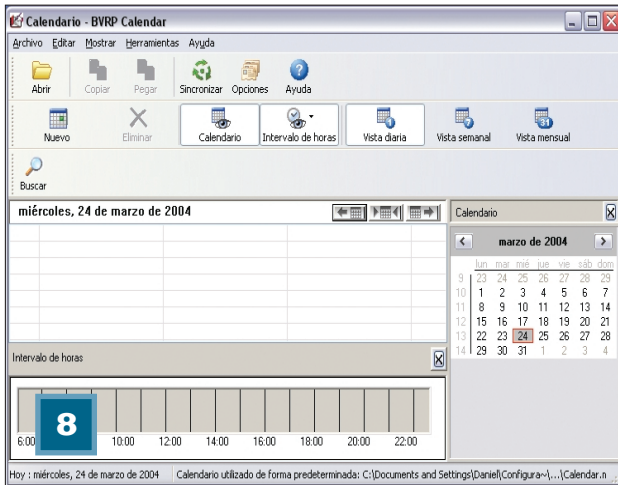 Calendario - BVRP Calendar
Archivo Editar Mostrar Herramientas Ayuda
Abrir Copiar Pegar Sincronizar Opciones Ayuda
Nuevo Eliminar Calendario Intervalo de horas Vista diaria Vista semanal Vista mensual
Buscar
miércoles, 24 de marzo de 2004
Calendario
marzo de 2004
lun mar mié jue vie sáb dom
9 23 24 25 26 27 28 29
10 1 2 3 4 5 6 7
11 8 9 10 11 12 13 14
12 15 16 17 18 19 20 21
13 22 23 24 25 26 27 28
14 29 30 31 1 2 3 4
Intervalo de horas
8
6:00 10:00 12:00 14:00 16:00 18:00 20:00 22:00
Hoy : miércoles, 24 de marzo de 2004 Calendario utilizado de forma predeterminada: C:\Documents and Settings\Daniel\Configura~\...\Calendar.n